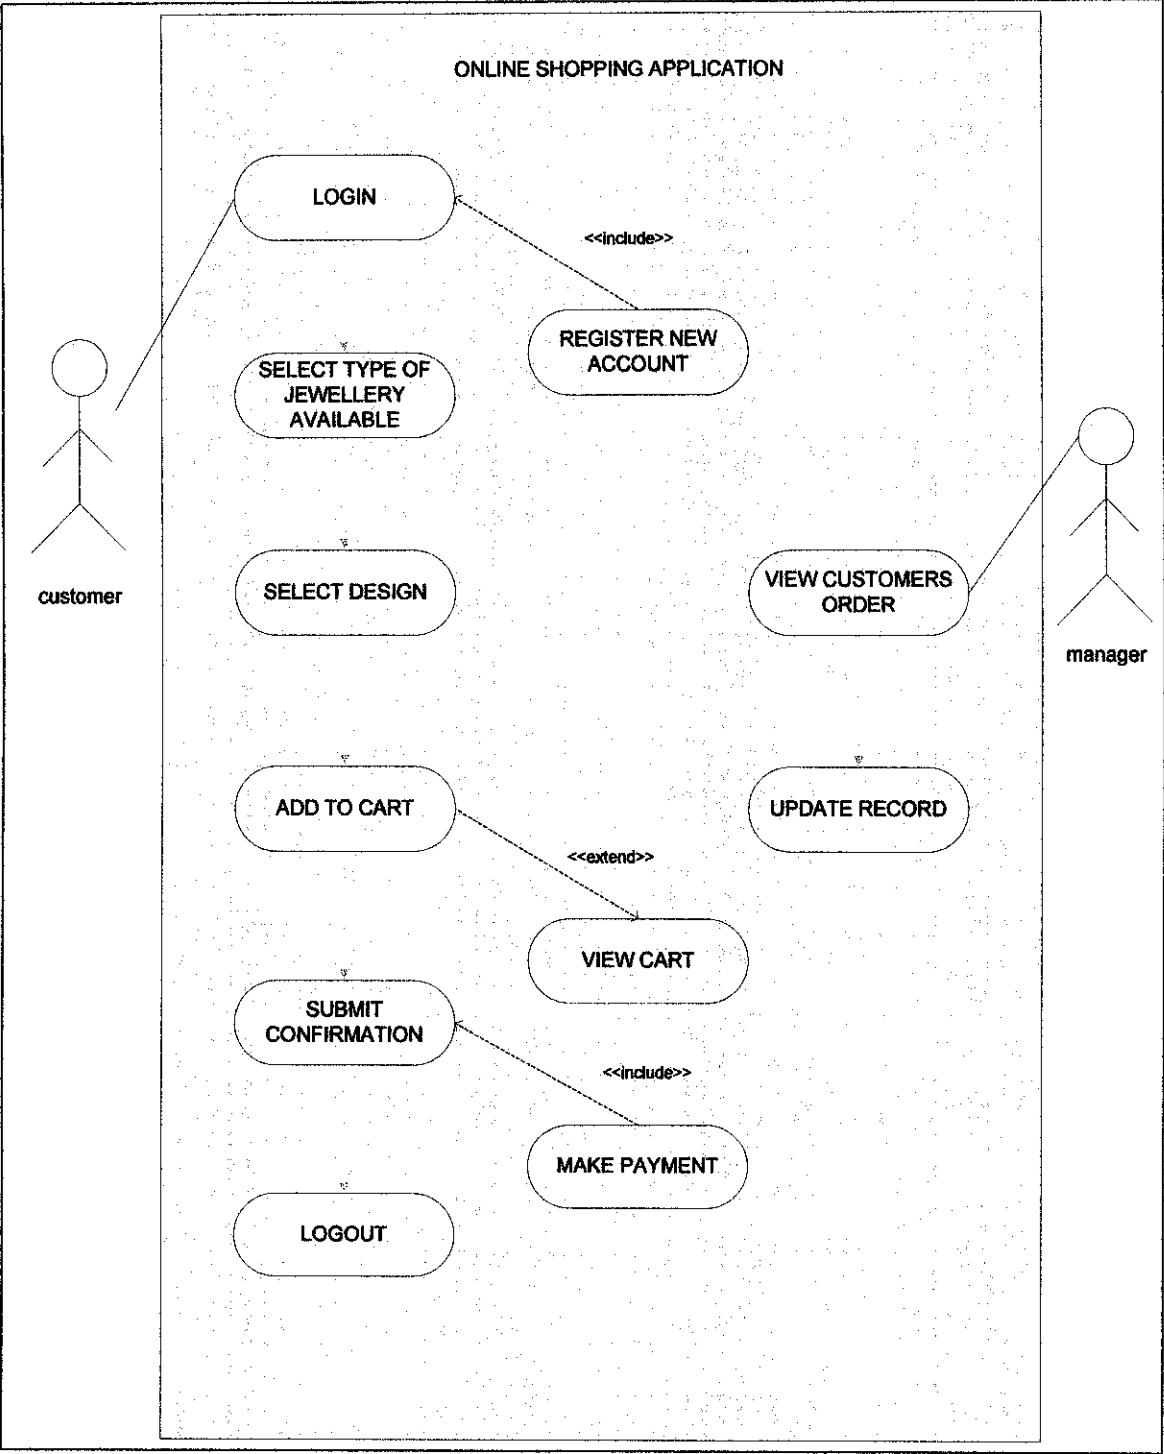 ONLINE SHOPPING APPLICATION
LOGIN
<<include>>
REGISTER NEW
ACCOUNT
SELECT TYPE OF
JEWELLERY
AVAILABLE
customer
SELECT DESIGN
VIEW CUSTOMERS
ORDER
manager
ADD TO CART
UPDATE RECORD
<<extend>>
VIEW CART
SUBMIT
CONFIRMATION
<<include>>
MAKE PAYMENT
LOGOUT